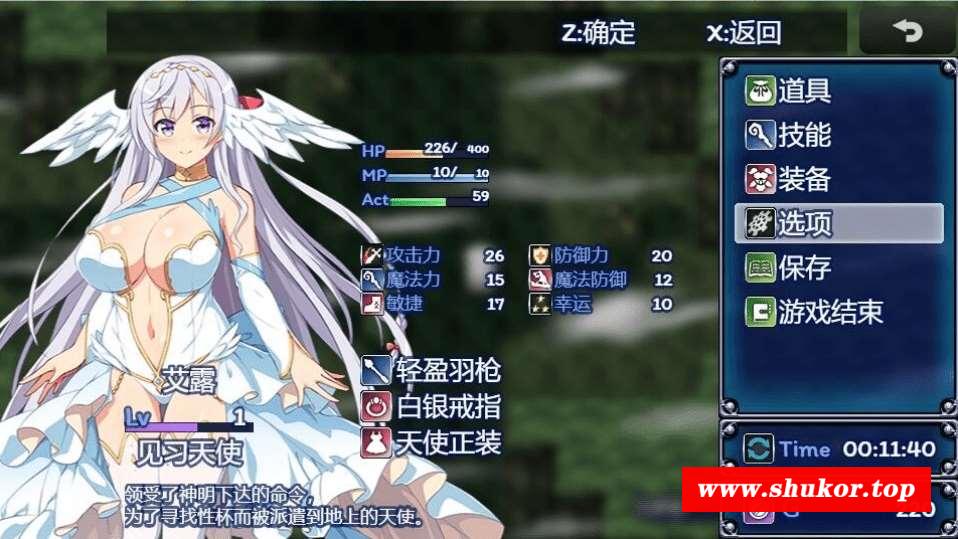 Z:确定 X:返回
道具
技能
装备
选项
保存
游戏结束
HP 226/ 400
MP 10/ 10
Act 59
攻击力 26 防御力 20
魔法力 15 魔法防御 12
敏捷 17 幸运 10
轻盈羽枪
白银戒指
天使正装
艾露
Lv 1
见习天使
领受了神明下达的命令，
为了寻找性杯而被派遣到地上的天使。
Time 00:11:40
www.shukor.top
G 220